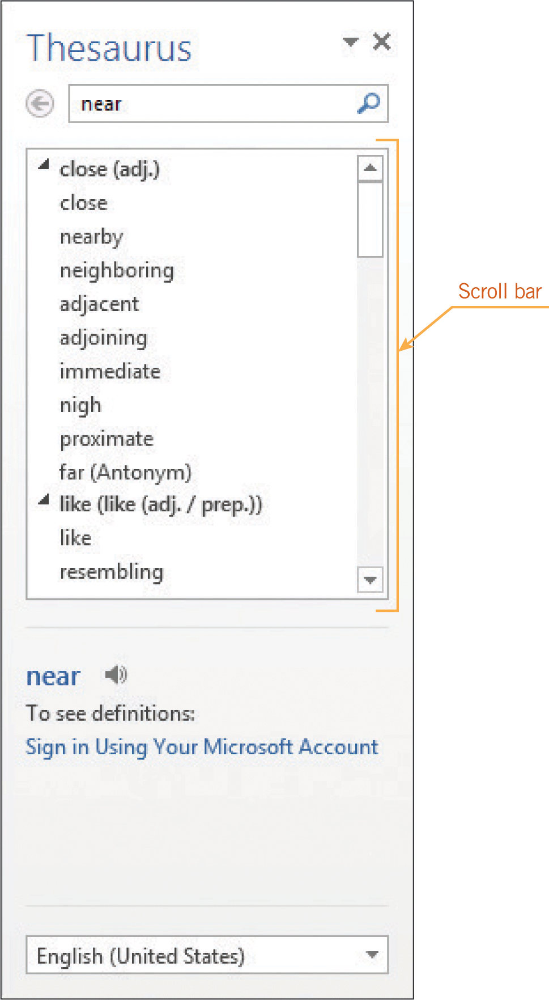 Thesaurus
near
close (adj.)
close
nearby
neighboring
adjacent
adjoining
immediate
nigh
proximate
far (Antonym)
like (like (adj. / prep.))
like
resembling
Scroll bar
near
To see definitions:
Sign in Using Your Microsoft Account
English (United States)